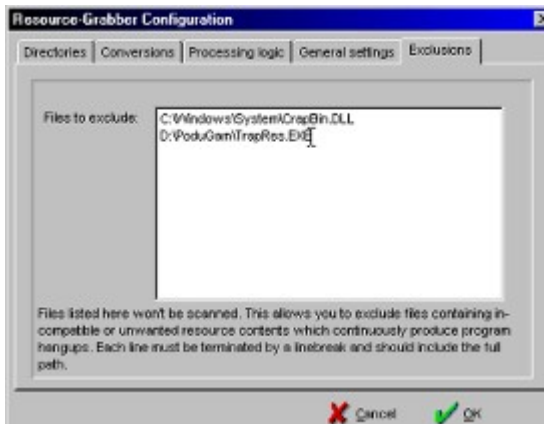 Resource-Grabber Configuration
Directories
Conversions
Processing logic
General settings
Exclusions
Files to exclude:
C:\Windows\System\CrapBin.DLL
D:\PoduGam\TrapRes.EXE
Files listed here won't be scanned. This allows you to exclude files containing in-
compatible or unwanted resource contents which continuously produce program
hangups. Each line must be terminated by a linebreak and should include the full
path.
Cancel
OK